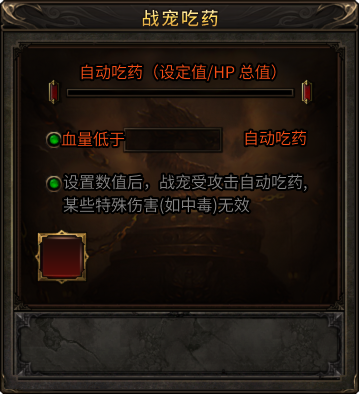 战宠吃药
自动吃药（设定值/HP 总值）
血量低于 自动吃药
设置数值后，战宠受攻击自动吃药,
某些特殊伤害(如中毒)无效